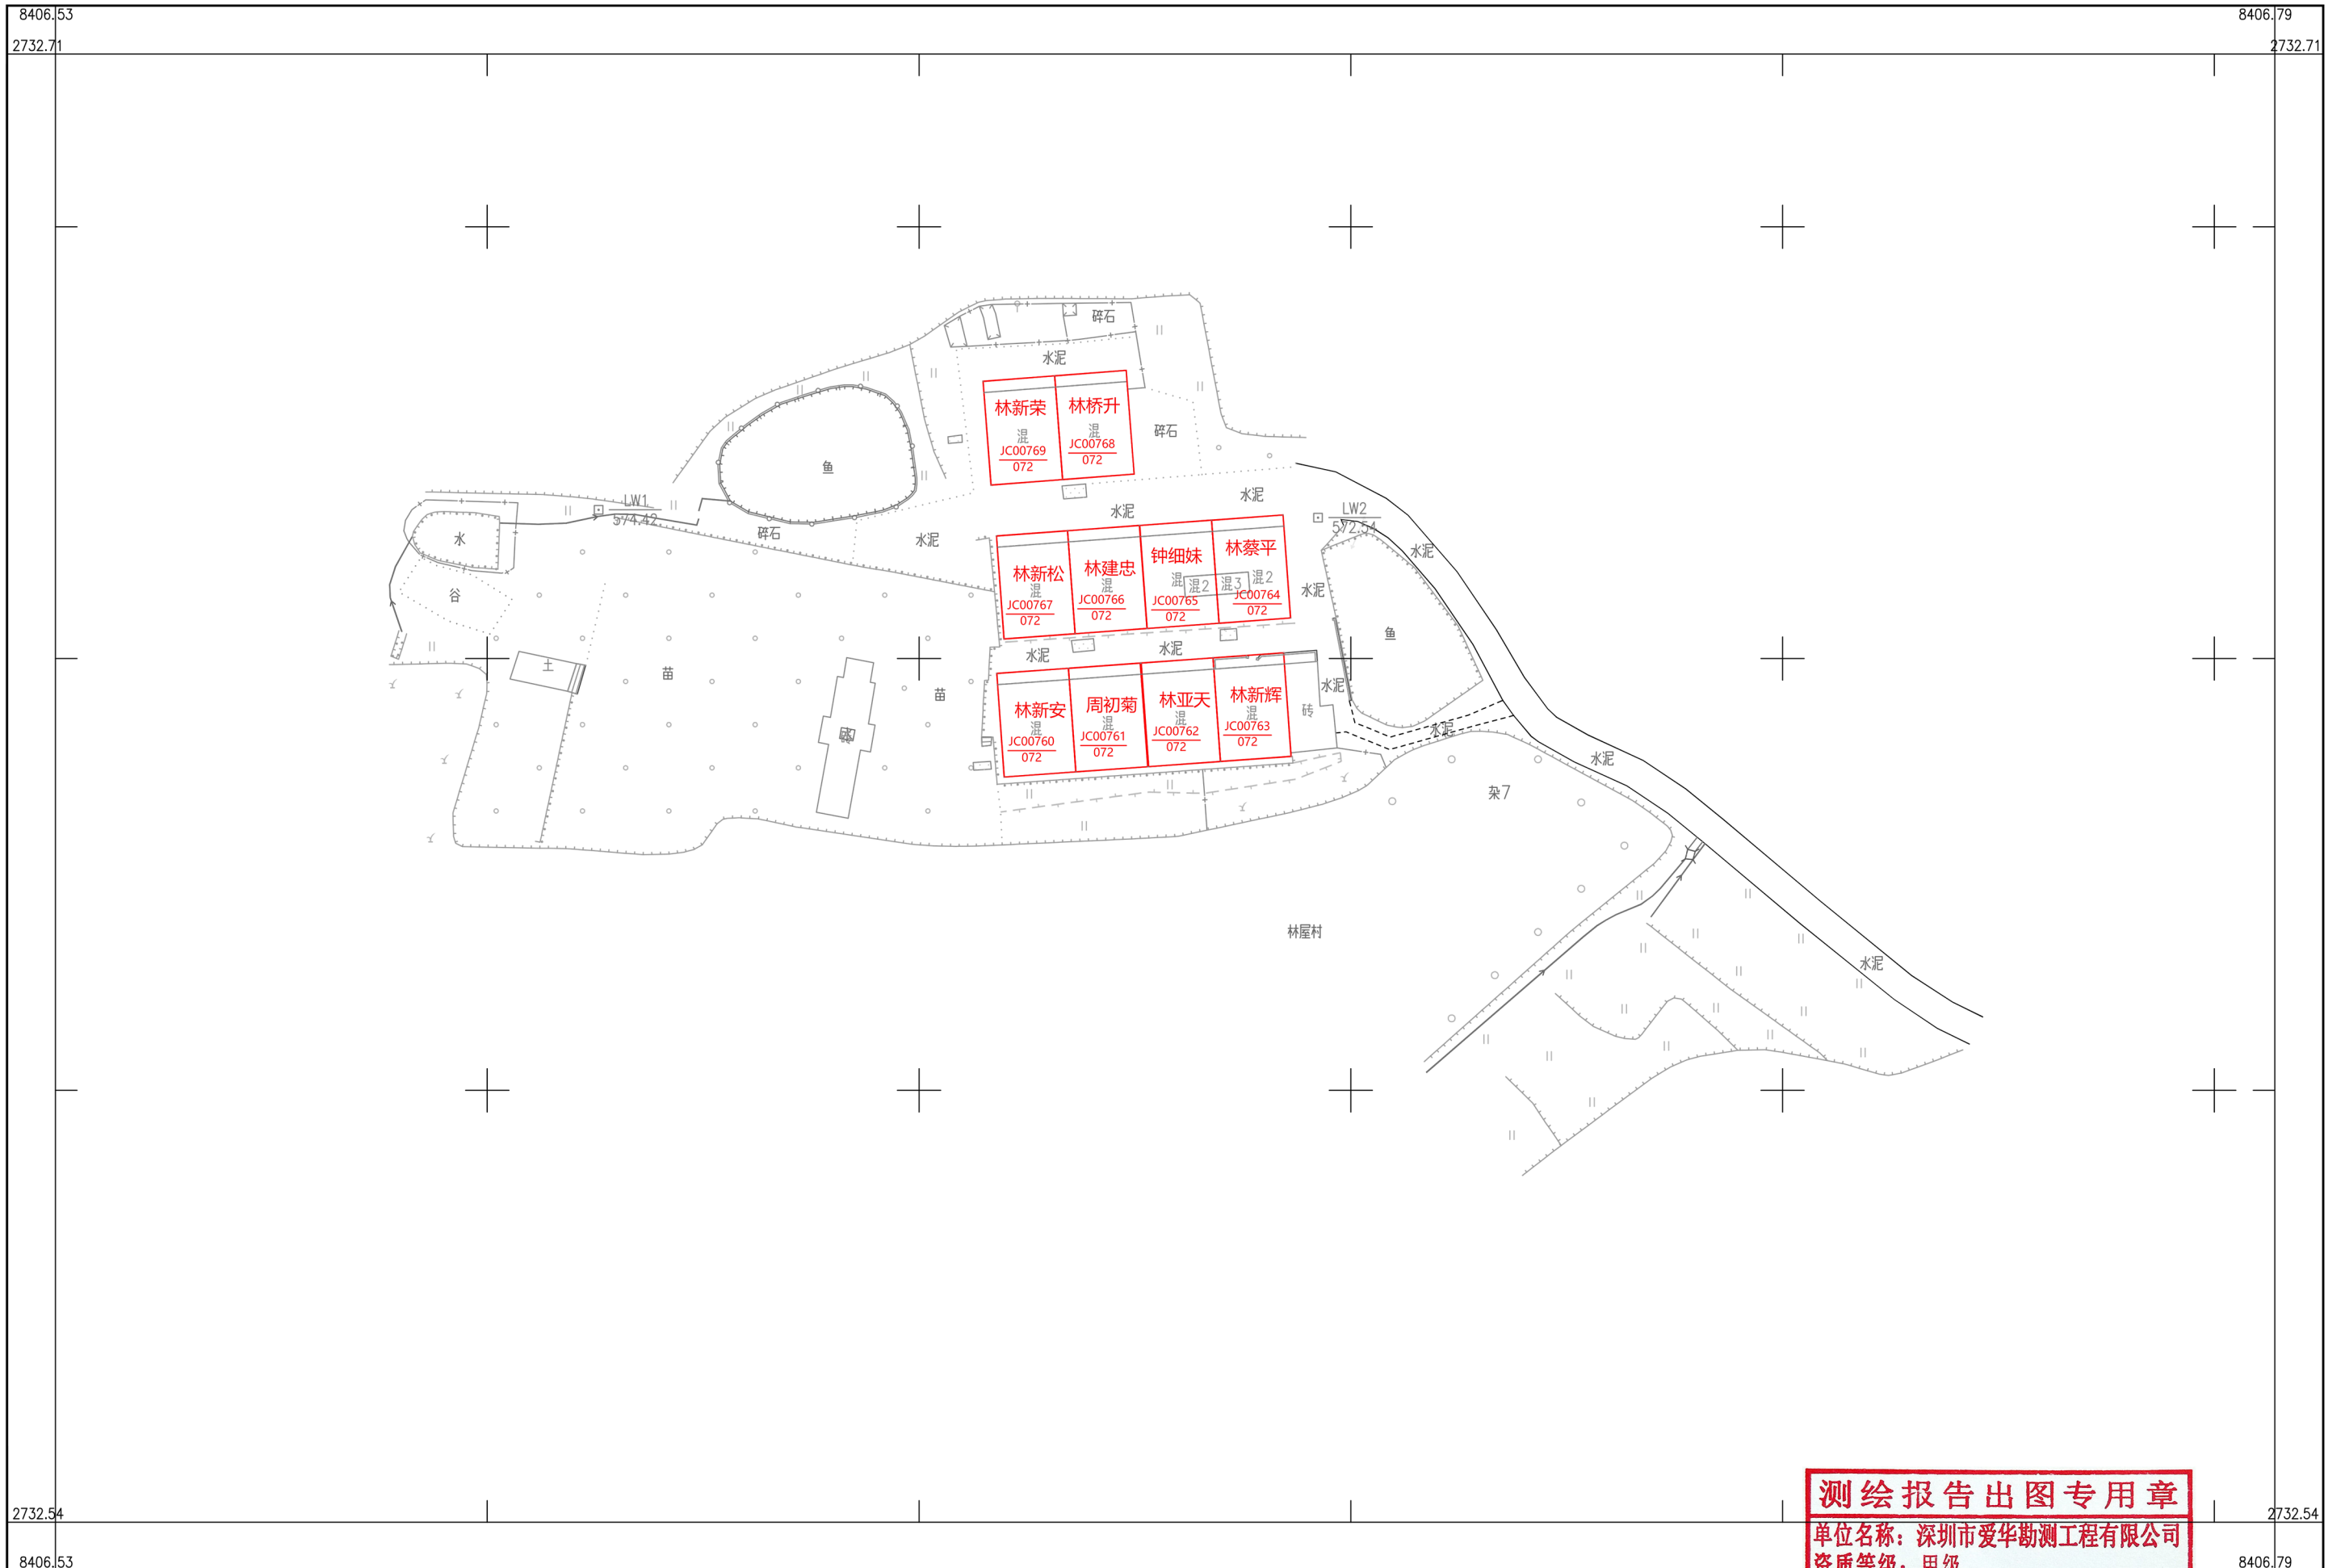 8406.53
8406.79
2732.71
2732.71
碎石
水泥
林新荣
林桥升
混
混
JC00769
JC00768
072
072
碎石
鱼
水泥
LW1
574.42
碎石
水泥
水泥
LW2
572.54
水
水泥
谷
林新松
林建忠
钟细妹
林蔡平
混
混
混
混2
混3
混2
JC00767
JC00766
JC00765
JC00764
072
072
072
072
水泥
鱼
水泥
水泥
土
苗
苗
水泥
林新安
周初菊
林亚天
林新辉
混
混
混
混
JC00760
JC00761
JC00762
JC00763
072
072
072
072
砖
水泥
水泥
杂7
林屋村
水泥
2732.54
2732.54
测绘报告出图专用章
单位名称：深圳市爱华勘测工程有限公司
资质等级：甲级
8406.53
8406.79